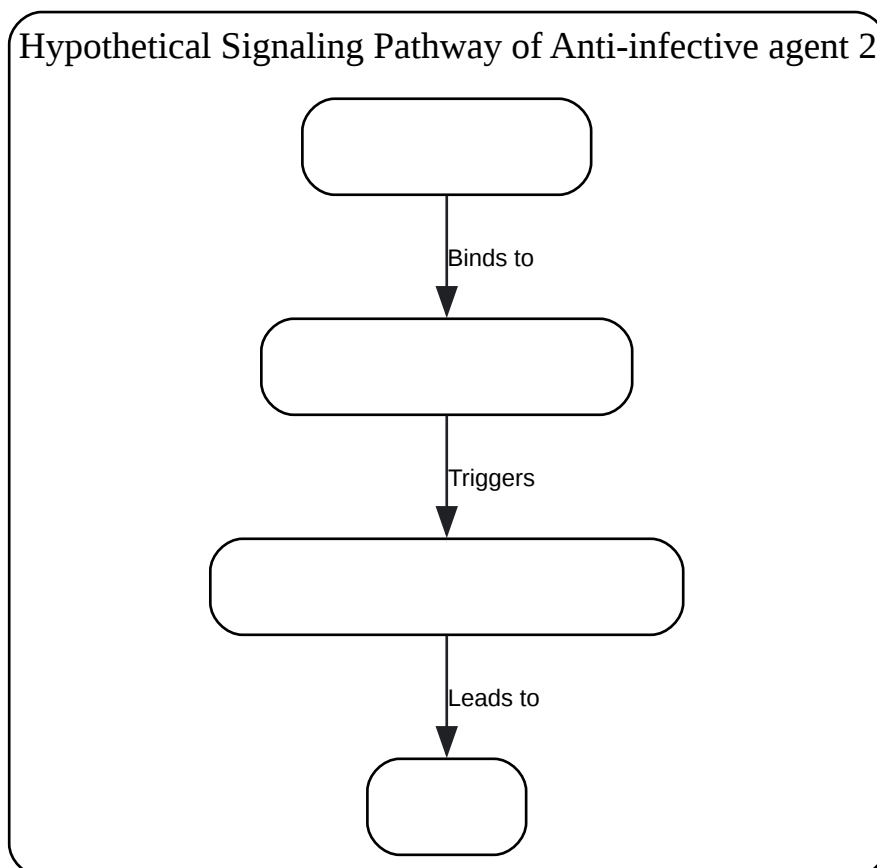 Hypothetical Signaling Pathway of Anti-infective agent 2
Binds to
Triggers
Leads to